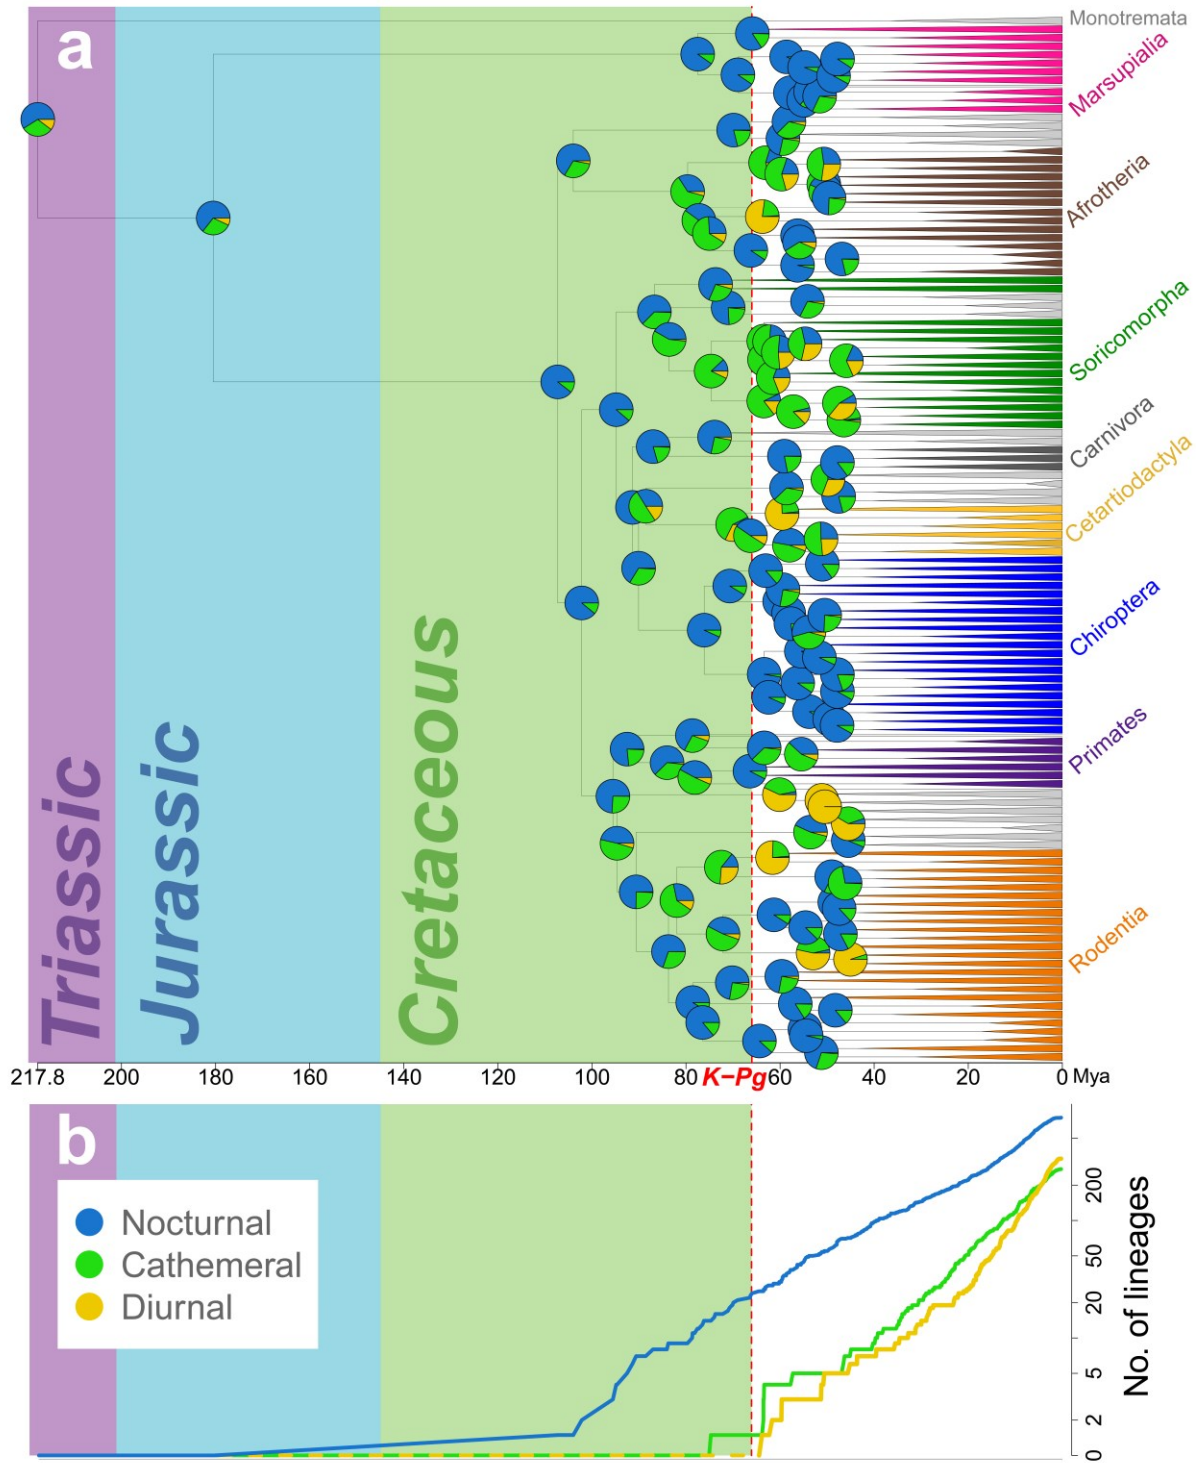 a
Monotremata
Marsupialia
Afrotheria
Soricomorpha
Carnivora
Cetartiodactyla
Chiroptera
Primates
Rodentia
Triassic
Jurassic
Cretaceous
217.8 200 180 160 140 120 100 80 K–Pg 60 40 20 0 Mya
b
Nocturnal
Cathemeral
Diurnal
200
50
20
5
2
0
No. of lineages